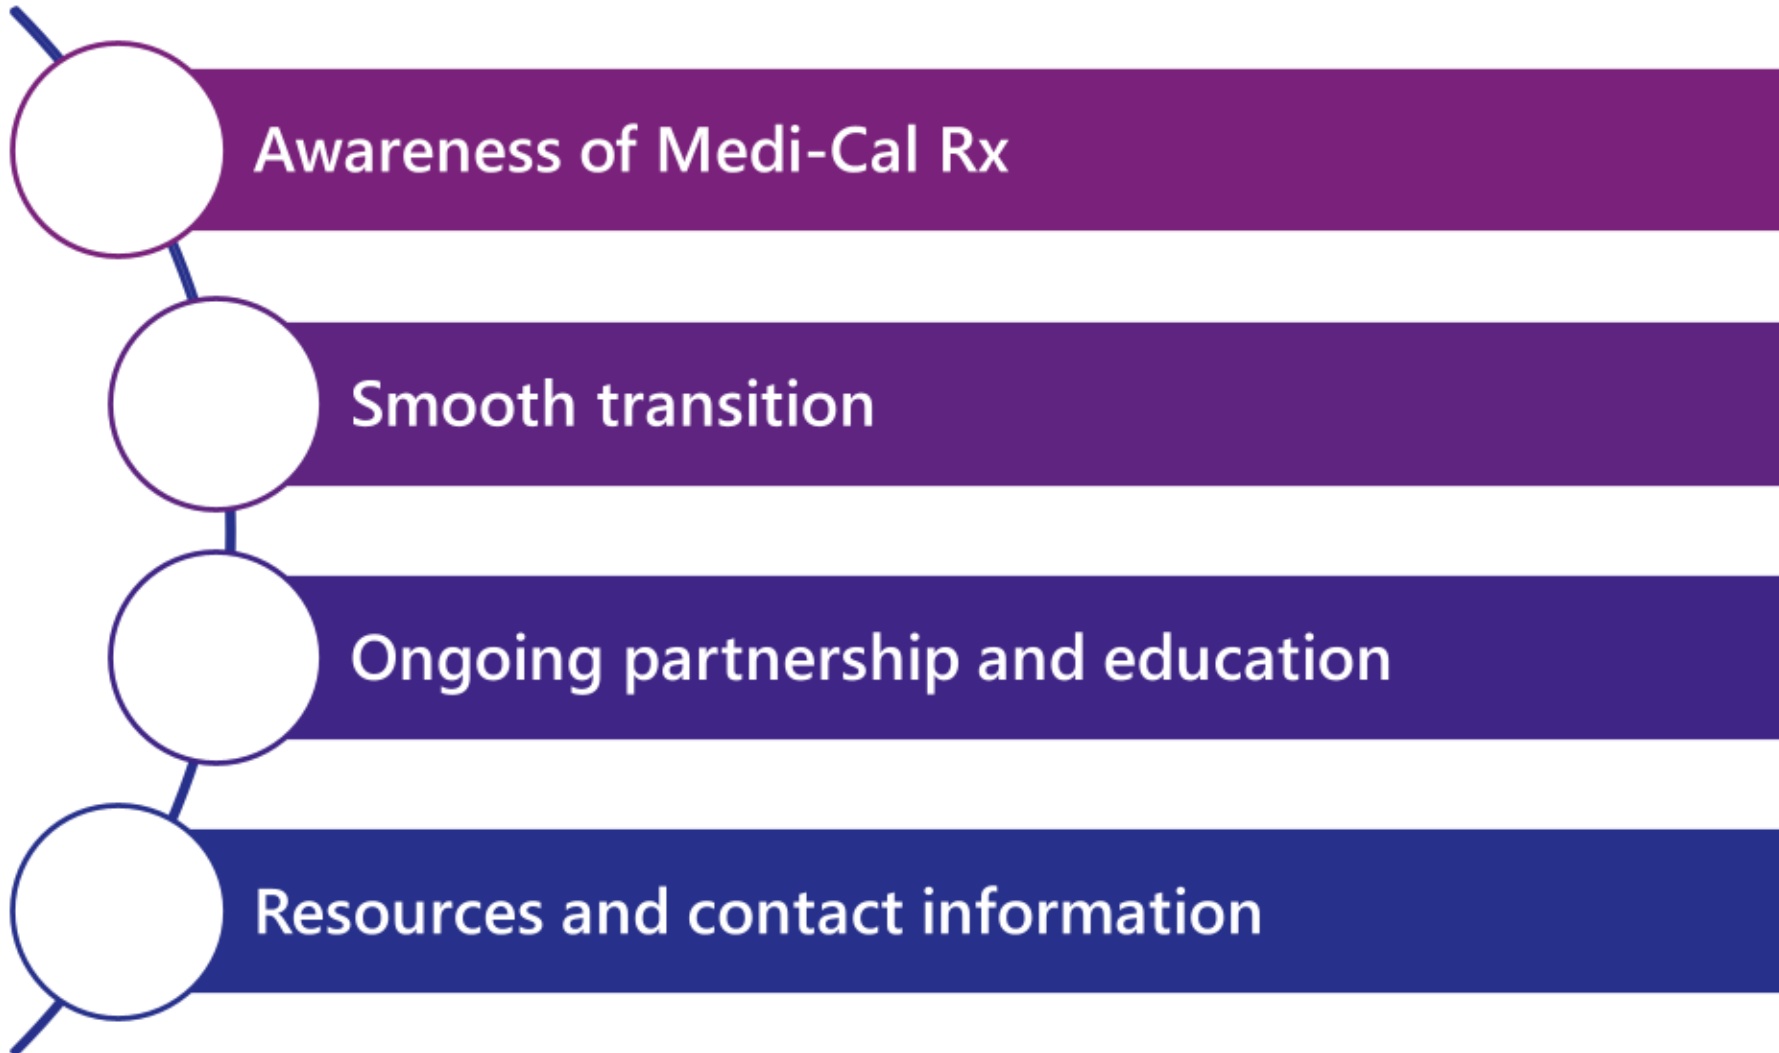 Awareness of Medi-Cal Rx
Smooth transition
Ongoing partnership and education
Resources and contact information